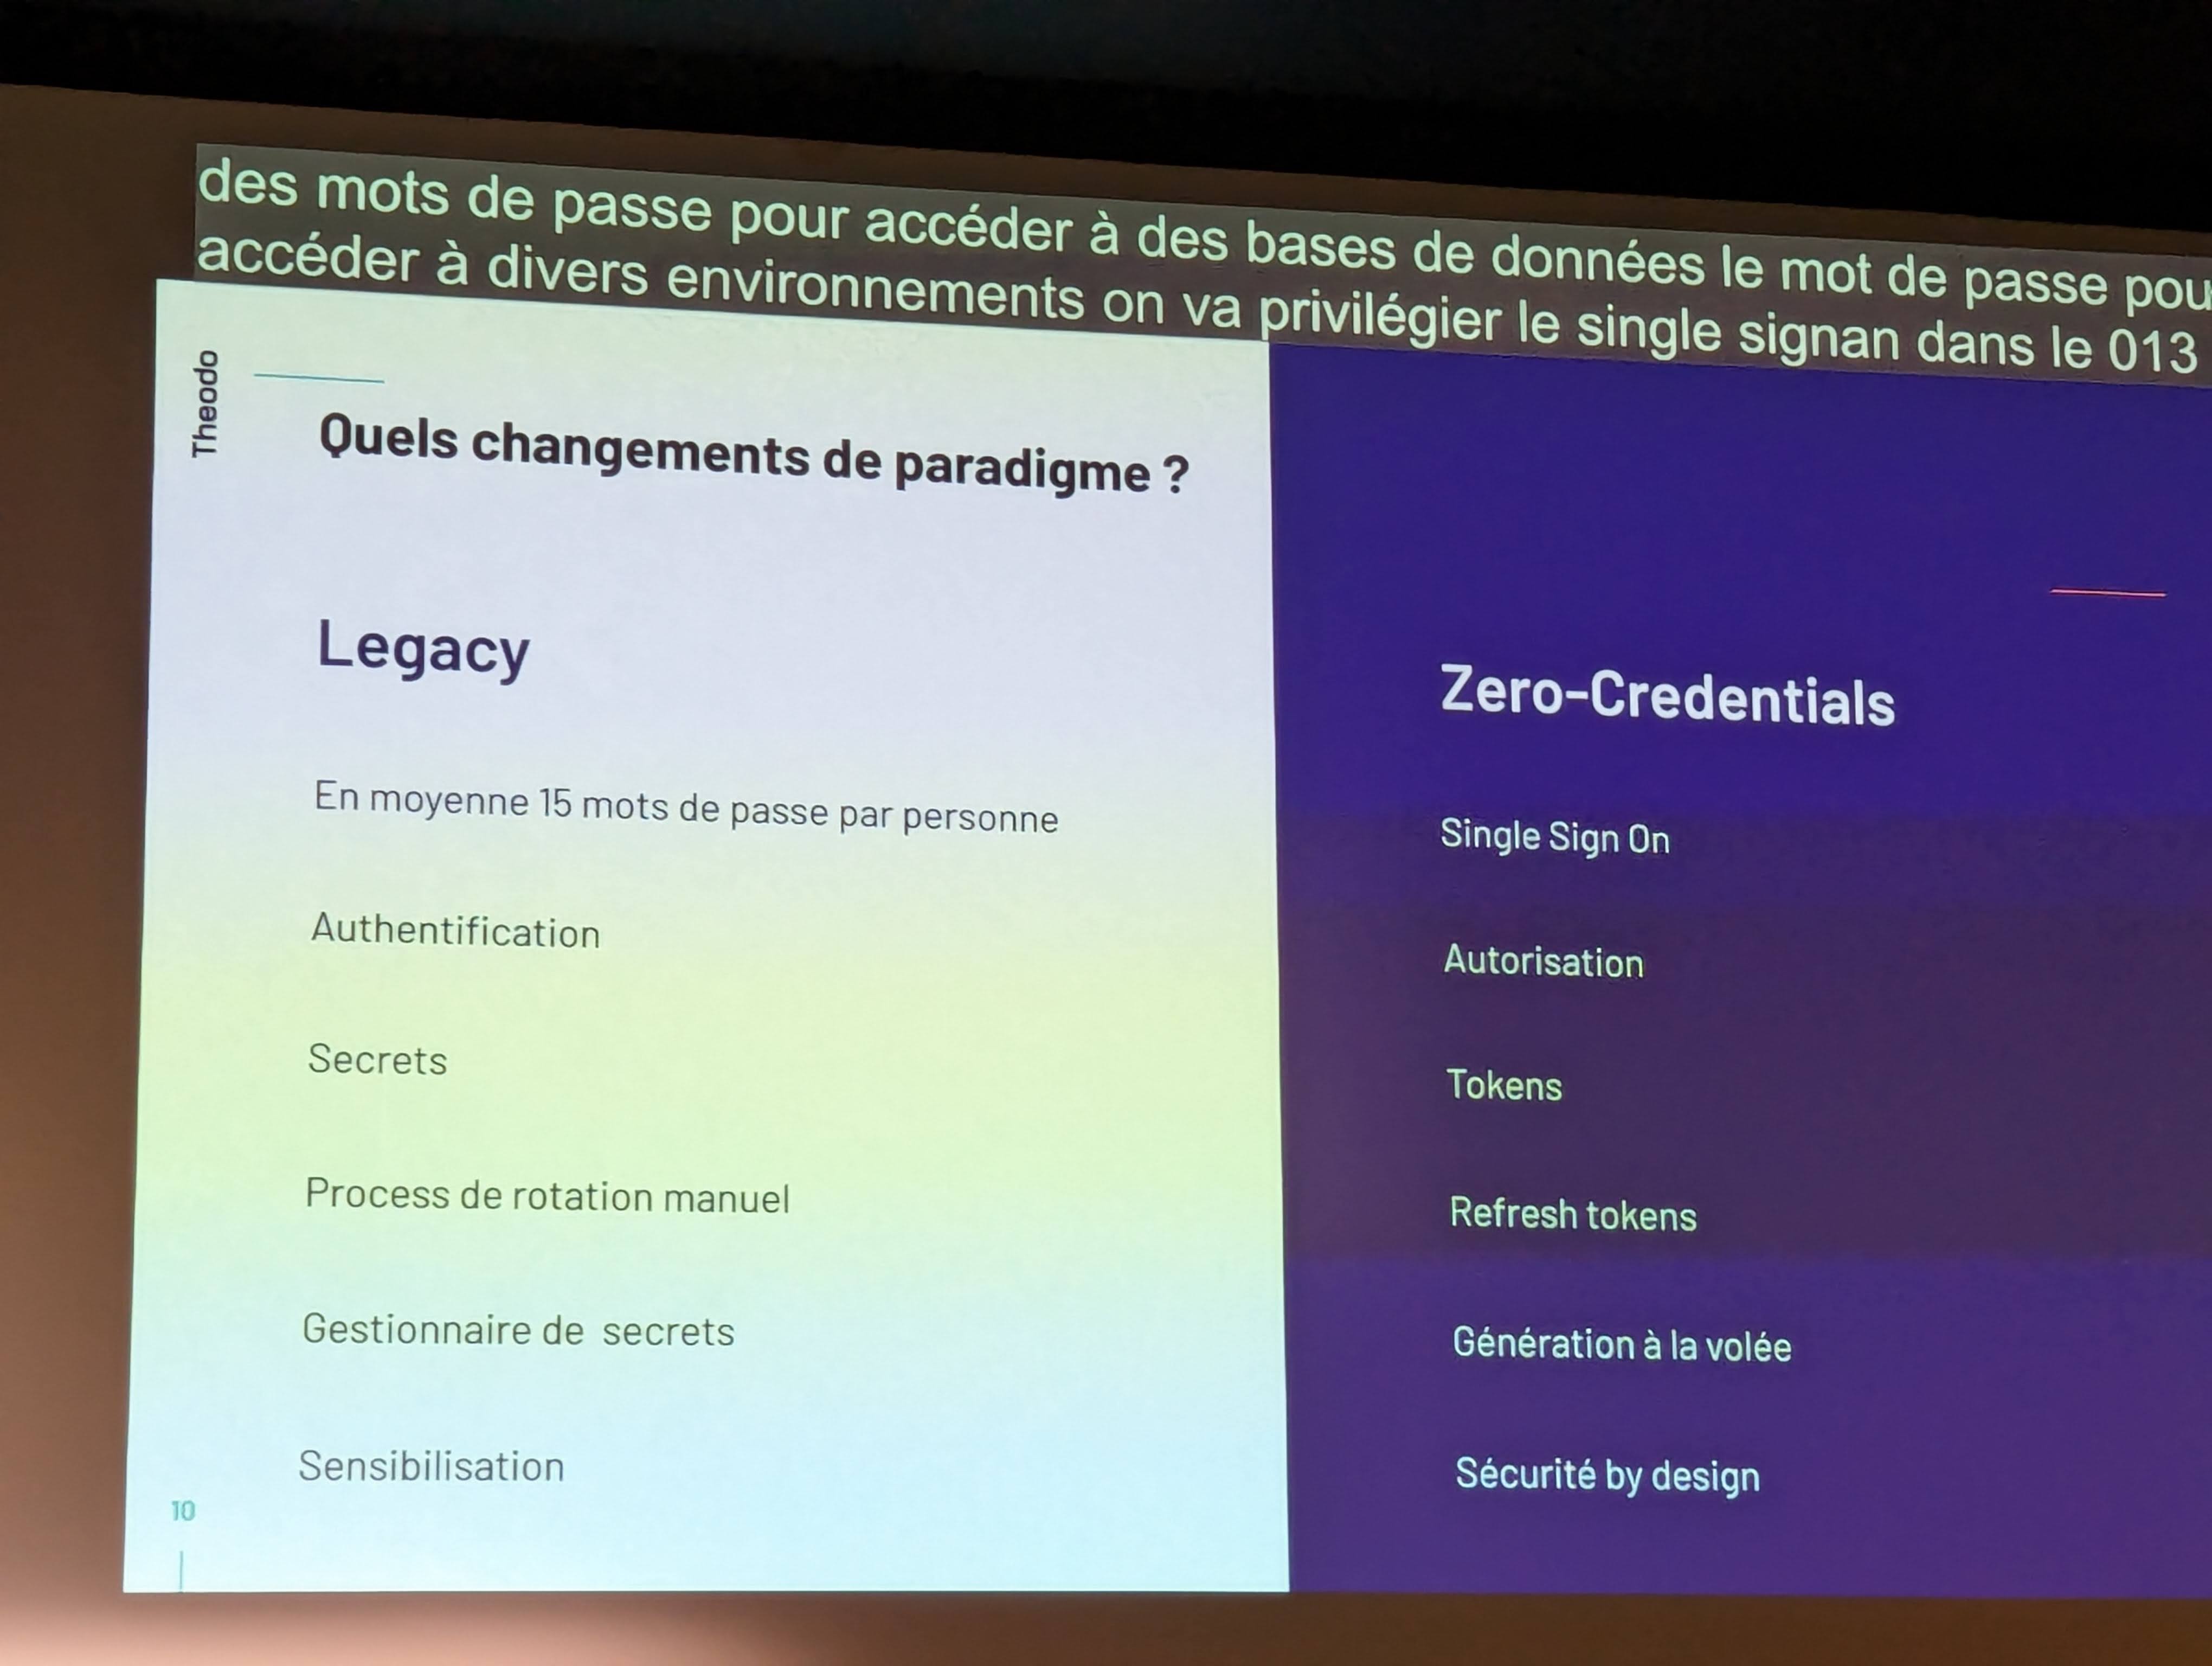 des mots de passe pour accéder à des bases de données le mot de passe
accéder à divers environnements on va privilégier le single signan dans le 013
Theodo
Quels changements de paradigme ?
Legacy
En moyenne 15 mots de passe par personne
Authentification
Secrets
Process de rotation manuel
Gestionnaire de secrets
Sensibilisation
10
Zero-Credentials
Single Sign On
Autorisation
Tokens
Refresh tokens
Génération à la volée
Sécurité by design